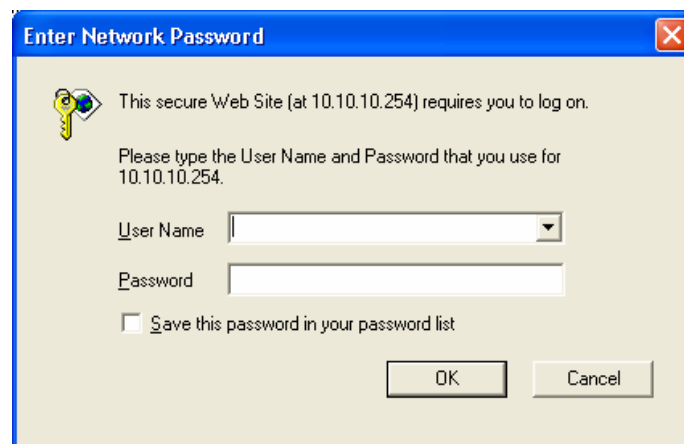 Enter Network Password
This secure Web Site (at 10.10.10.254) requires you to log on.
Please type the User Name and Password that you use for
10.10.10.254.
User Name
Password
Save this password in your password list
OK
Cancel